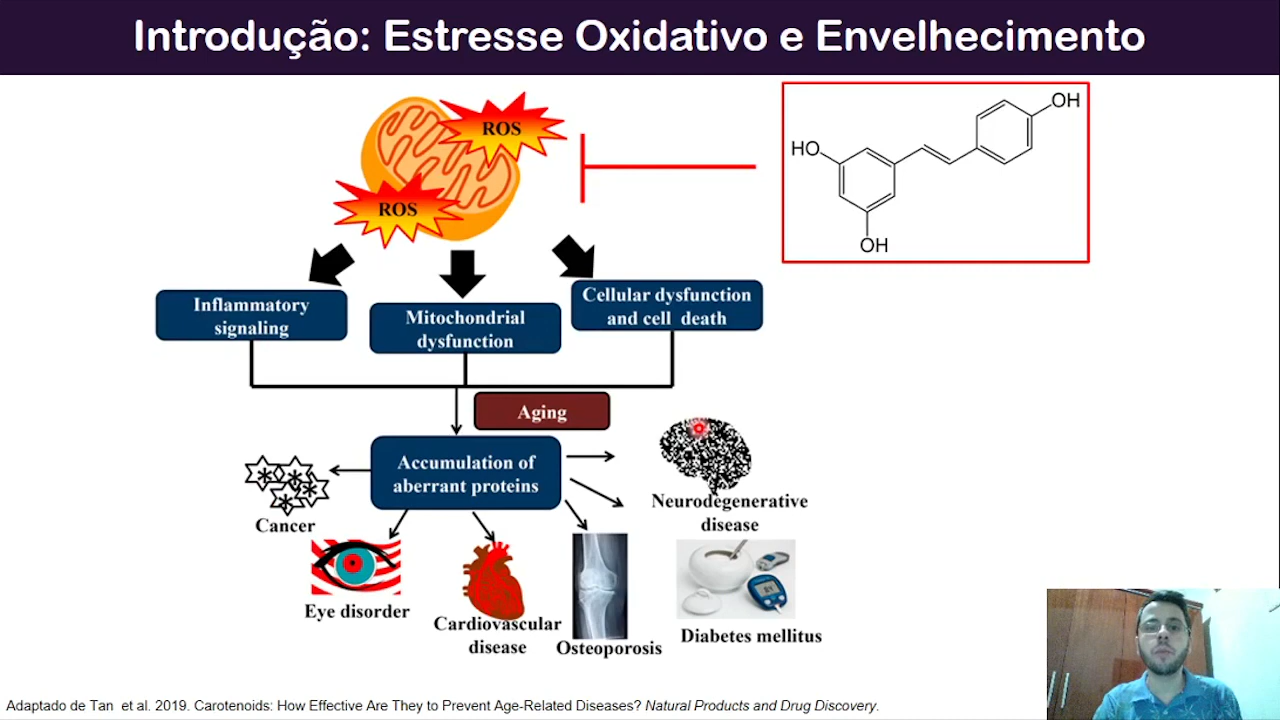 Introdução: Estresse Oxidativo e Envelhecimento
ROS
ROS
OH
HO
OH
Inflammatory
signaling
Mitochondrial
dysfunction
Cellular dysfunction
and cell death
Aging
Accumulation of
aberrant proteins
Cancer
Eye disorder
Cardiovascular
disease
Osteoporosis
Neurodegenerative
disease
Diabetes mellitus
Adaptado de Tan et al. 2019. Carotenoids: How Effective Are They to Prevent Age-Related Diseases? Natural Products and Drug Discovery.